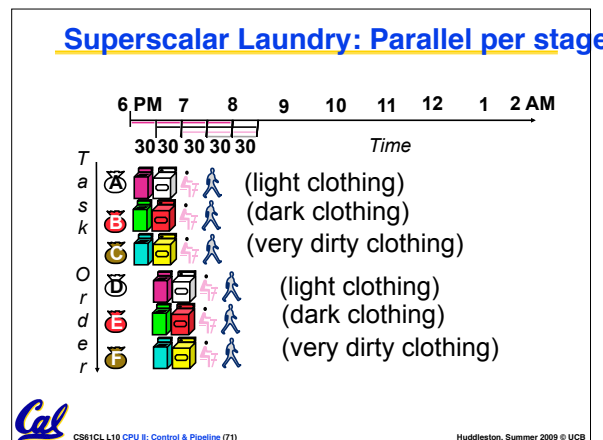 Superscalar Laundry: Parallel per stage
6 PM 7 8 9 10 11 12 1 2 AM
30 30 30 30 30 Time
Task Order
A (light clothing)
B (dark clothing)
C (very dirty clothing)
D (light clothing)
E (dark clothing)
F (very dirty clothing)
Cal CS61CL L10 CPU II: Control & Pipeline (71) Huddleston, Summer 2009 © UCB